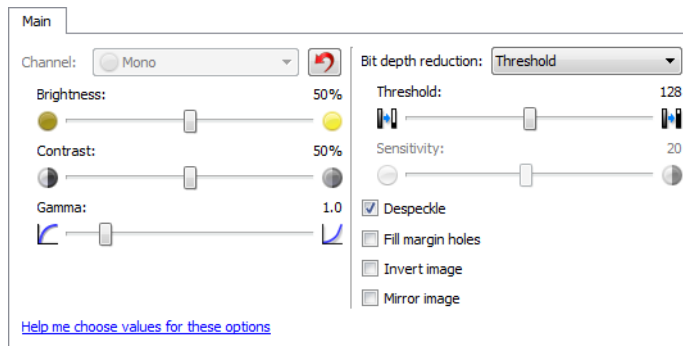 Main
Channel: Mono
Brightness: 50%
Contrast: 50%
Gamma: 1.0
Help me choose values for these options
Bit depth reduction: Threshold
Threshold: 128
Sensitivity: 20
Despeckle
Fill margin holes
Invert image
Mirror image